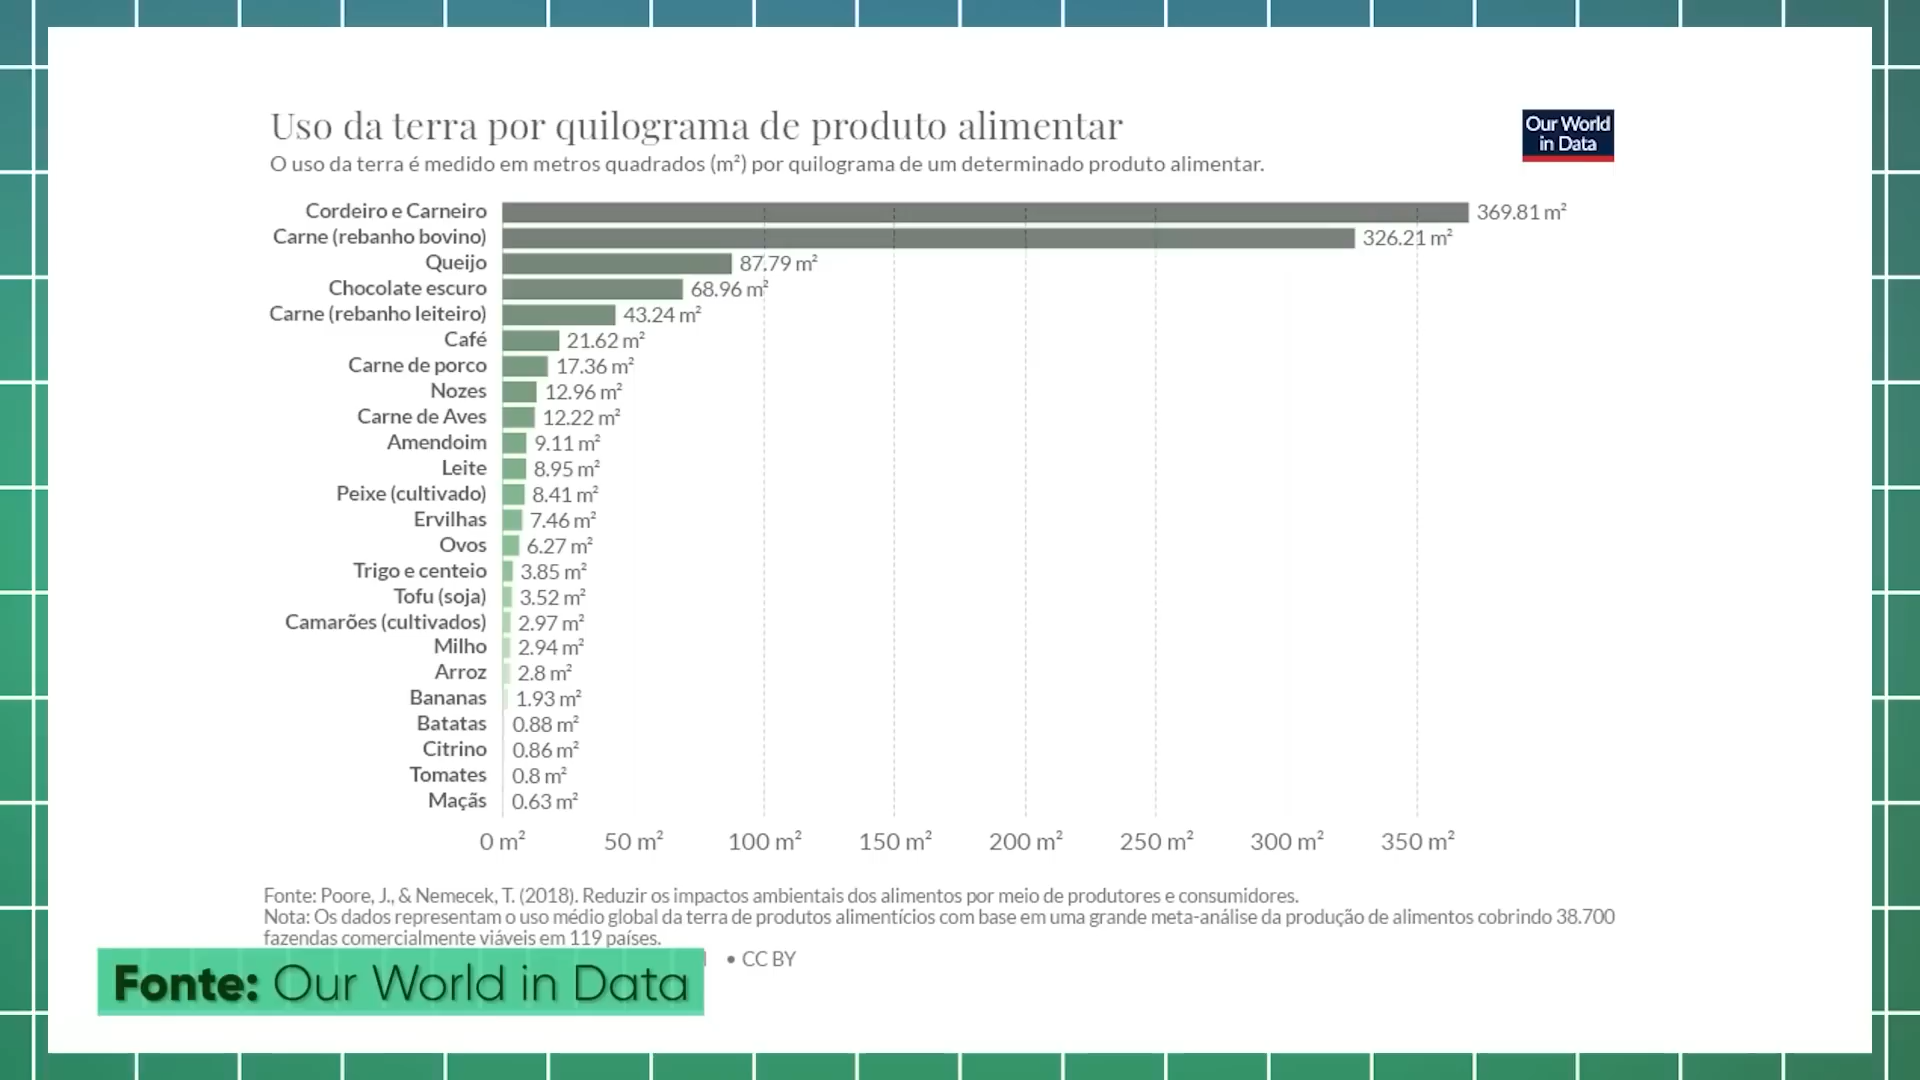 Uso da terra por quilograma de produto alimentar
Our World
in Data
O uso da terra é medido em metros quadrados (m²) por quilograma de um determinado produto alimentar.
Cordeiro e Carneiro 369.81 m²
Carne (rebanho bovino) 326.21 m²
Queijo 87.79 m²
Chocolate escuro 68.96 m²
Carne (rebanho leiteiro) 43.24 m²
Café 21.62 m²
Carne de porco 17.36 m²
Nozes 12.96 m²
Carne de Aves 12.22 m²
Amendoim 9.11 m²
Leite 8.95 m²
Peixe (cultivado) 8.41 m²
Ervilhas 7.46 m²
Ovos 6.27 m²
Trigo e centeio 3.85 m²
Tofu (soja) 3.52 m²
Camarões (cultivados) 2.97 m²
Milho 2.94 m²
Arroz 2.8 m²
Bananas 1.93 m²
Batatas 0.88 m²
Citrino 0.86 m²
Tomates 0.8 m²
Maçãs 0.63 m²
0 m² 50 m² 100 m² 150 m² 200 m² 250 m² 300 m² 350 m²
Fonte: Poore, J., & Nemecek, T. (2018). Reduzir os impactos ambientais dos alimentos por meio de produtores e consumidores.
Nota: Os dados representam o uso médio global da terra de produtos alimentícios com base em uma grande meta-análise da produção de alimentos cobrindo 38.700
fazendas comercialmente viáveis em 119 países.
• CC BY
Fonte: Our World in Data